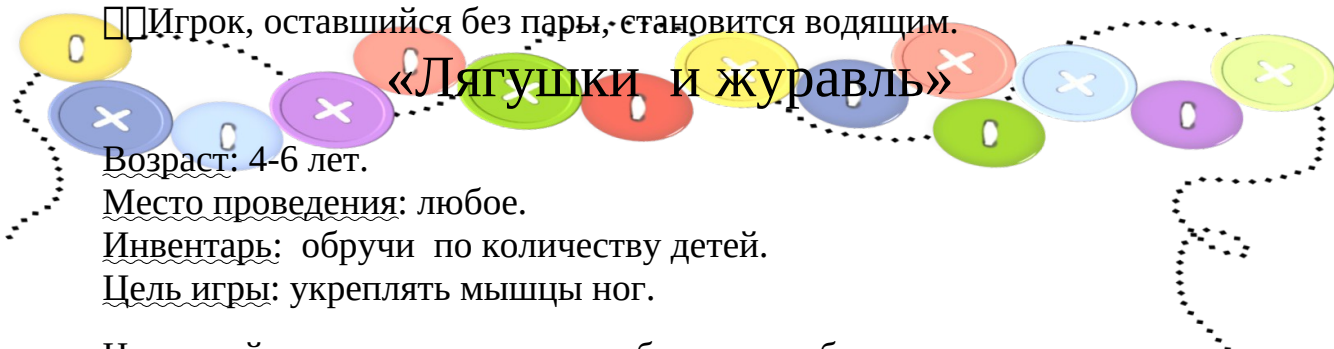 Игрок, оставшийся без пары, становится водящим.
«Лягушки и журавль»
Возраст: 4-6 лет.
Место проведения: любое.
Инвентарь: обручи по количеству детей.
Цель игры: укреплять мышцы ног.